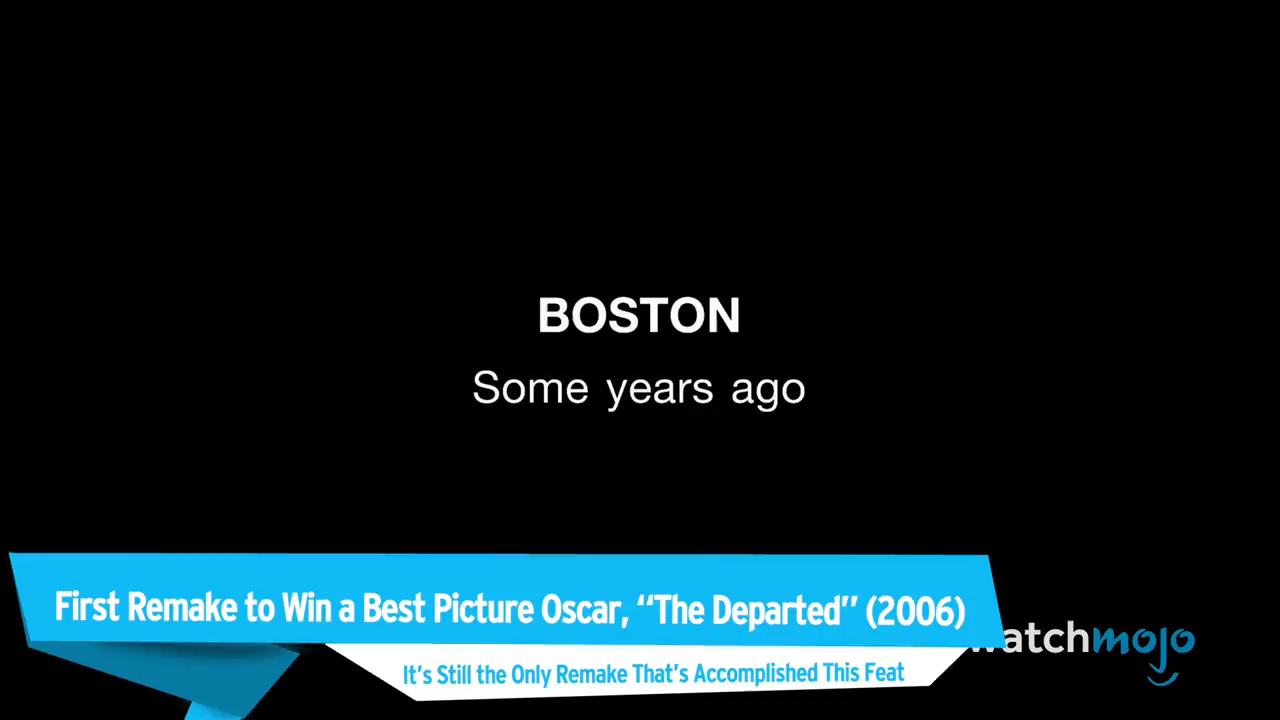 BOSTON
Some years ago
First Remake to Win a Best Picture Oscar, “The Departed” (2006)
watchmojo
It’s Still the Only Remake That’s Accomplished This Feat